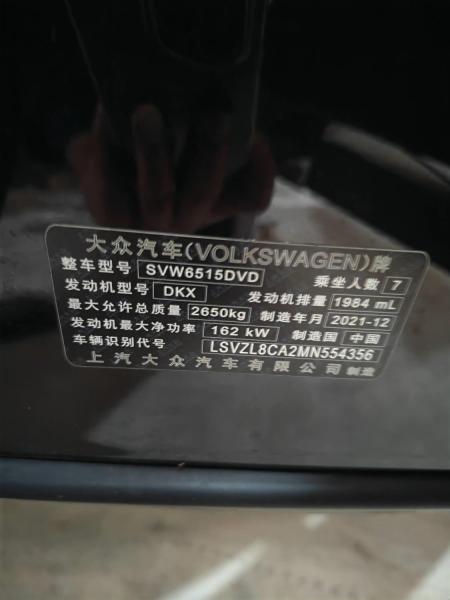 大众汽车(VOLKSWAGEN)牌
整车型号 SVW6515DVD 乘坐人数 7
发动机型号 DKX 发动机排量 1984 mL
最大允许总质量 2650kg 制造年月 2021-12
发动机最大净功率 162 kW 制造国 中国
车辆识别代号 LSVZL8CA2MN554356
上汽大众汽车有限公司 制造